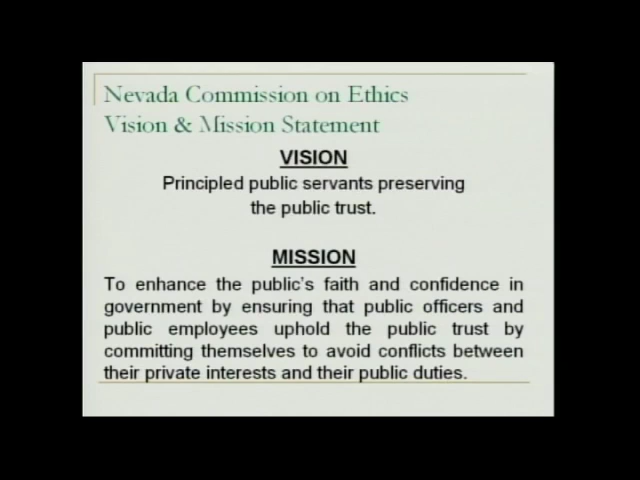 Nevada Commission on Ethics
Vision & Mission Statement
VISION
Principled public servants preserving
the public trust.
MISSION
To enhance the public's faith and confidence in
government by ensuring that public officers and
public employees uphold the public trust by
committing themselves to avoid conflicts between
their private interests and their public duties.